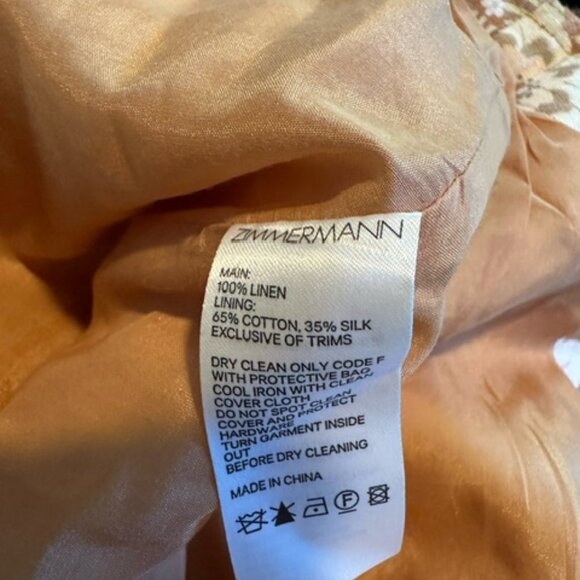 ZIMMERMANN
MAIN:
100% LINEN
LINING:
65% COTTON, 35% SILK
EXCLUSIVE OF TRIMS
DRY CLEAN ONLY CODE F
WITH PROTECTIVE BAG
COOL IRON WITH CLEAN
COVER CLOTH
DO NOT SPOT CLEAN
COVER AND PROTECT
HARDWARE
TURN GARMENT INSIDE
OUT
BEFORE DRY CLEANING
MADE IN CHINA
F